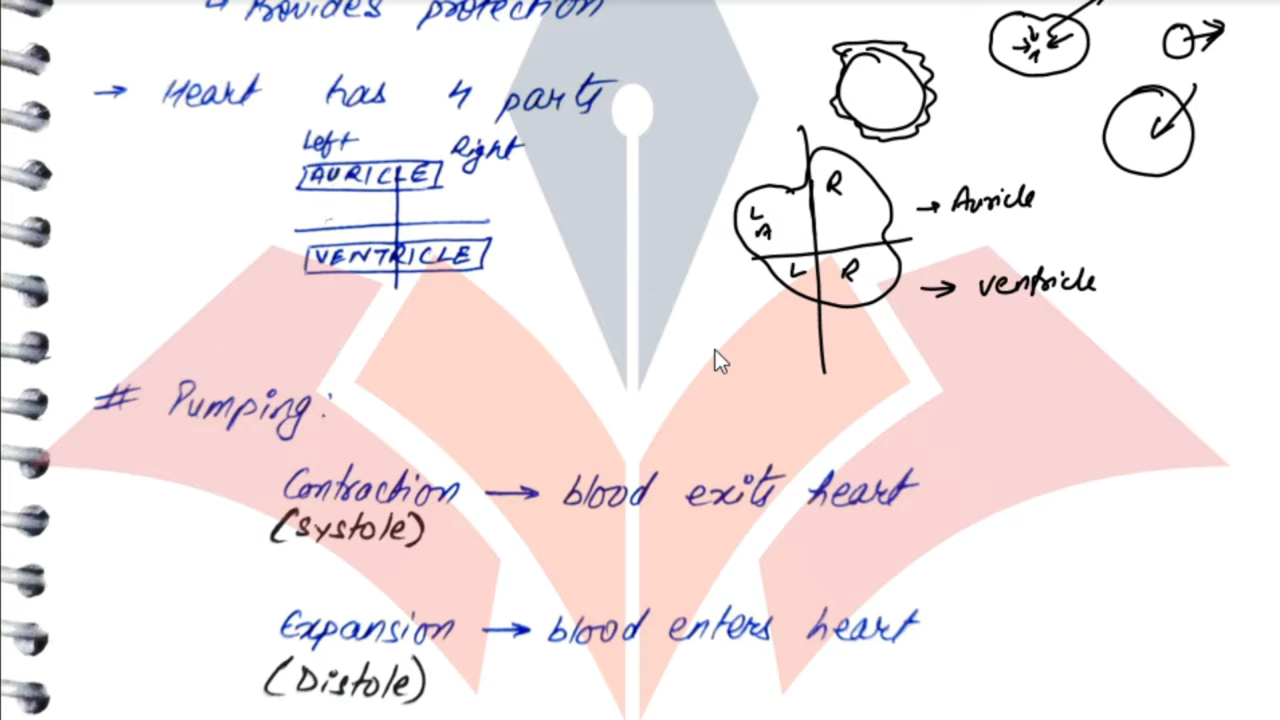 ↳ Provides protection
→ Heart has 4 parts
Left Right
AURICLE
VENTRICLE
R
L
A
→ Auricle
L R
→ ventricle
# Pumping:
Contraction → blood exits heart
(Systole)
Expansion → blood enters heart
(Distole)